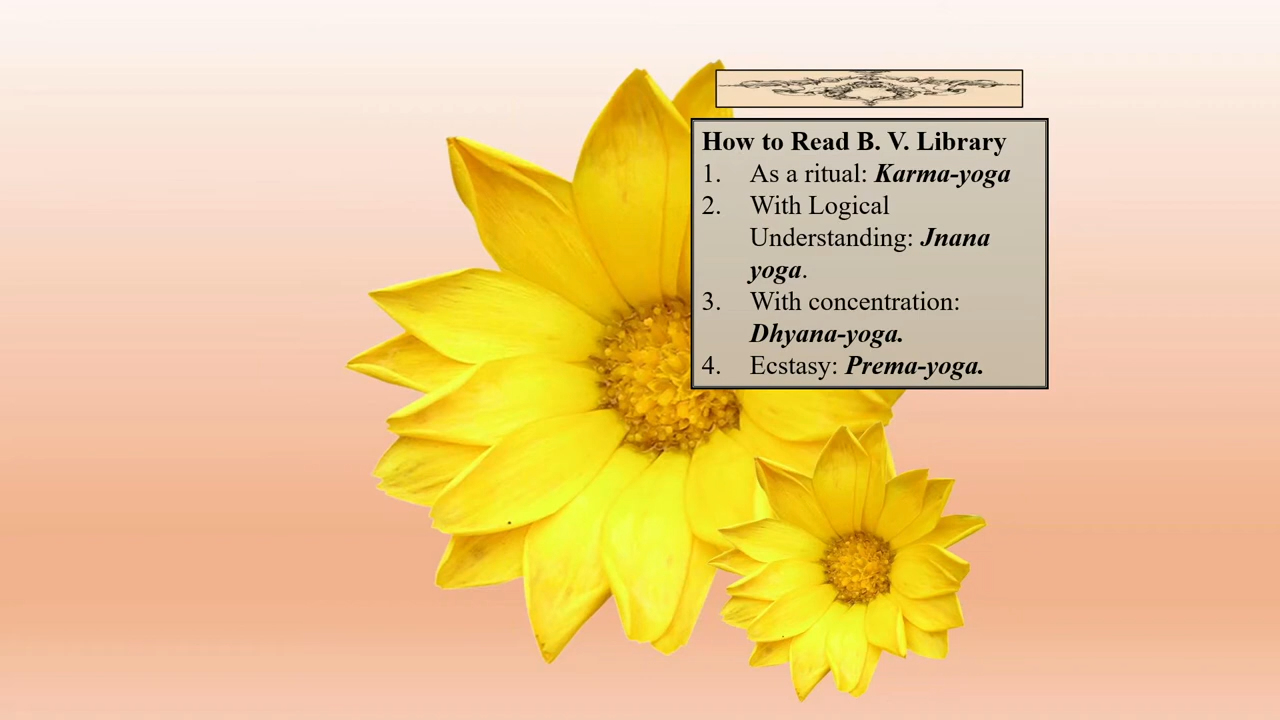 How to Read B. V. Library
1. As a ritual: Karma-yoga
2. With Logical
Understanding: Jnana
yoga.
3. With concentration:
Dhyana-yoga.
4. Ecstasy: Prema-yoga.